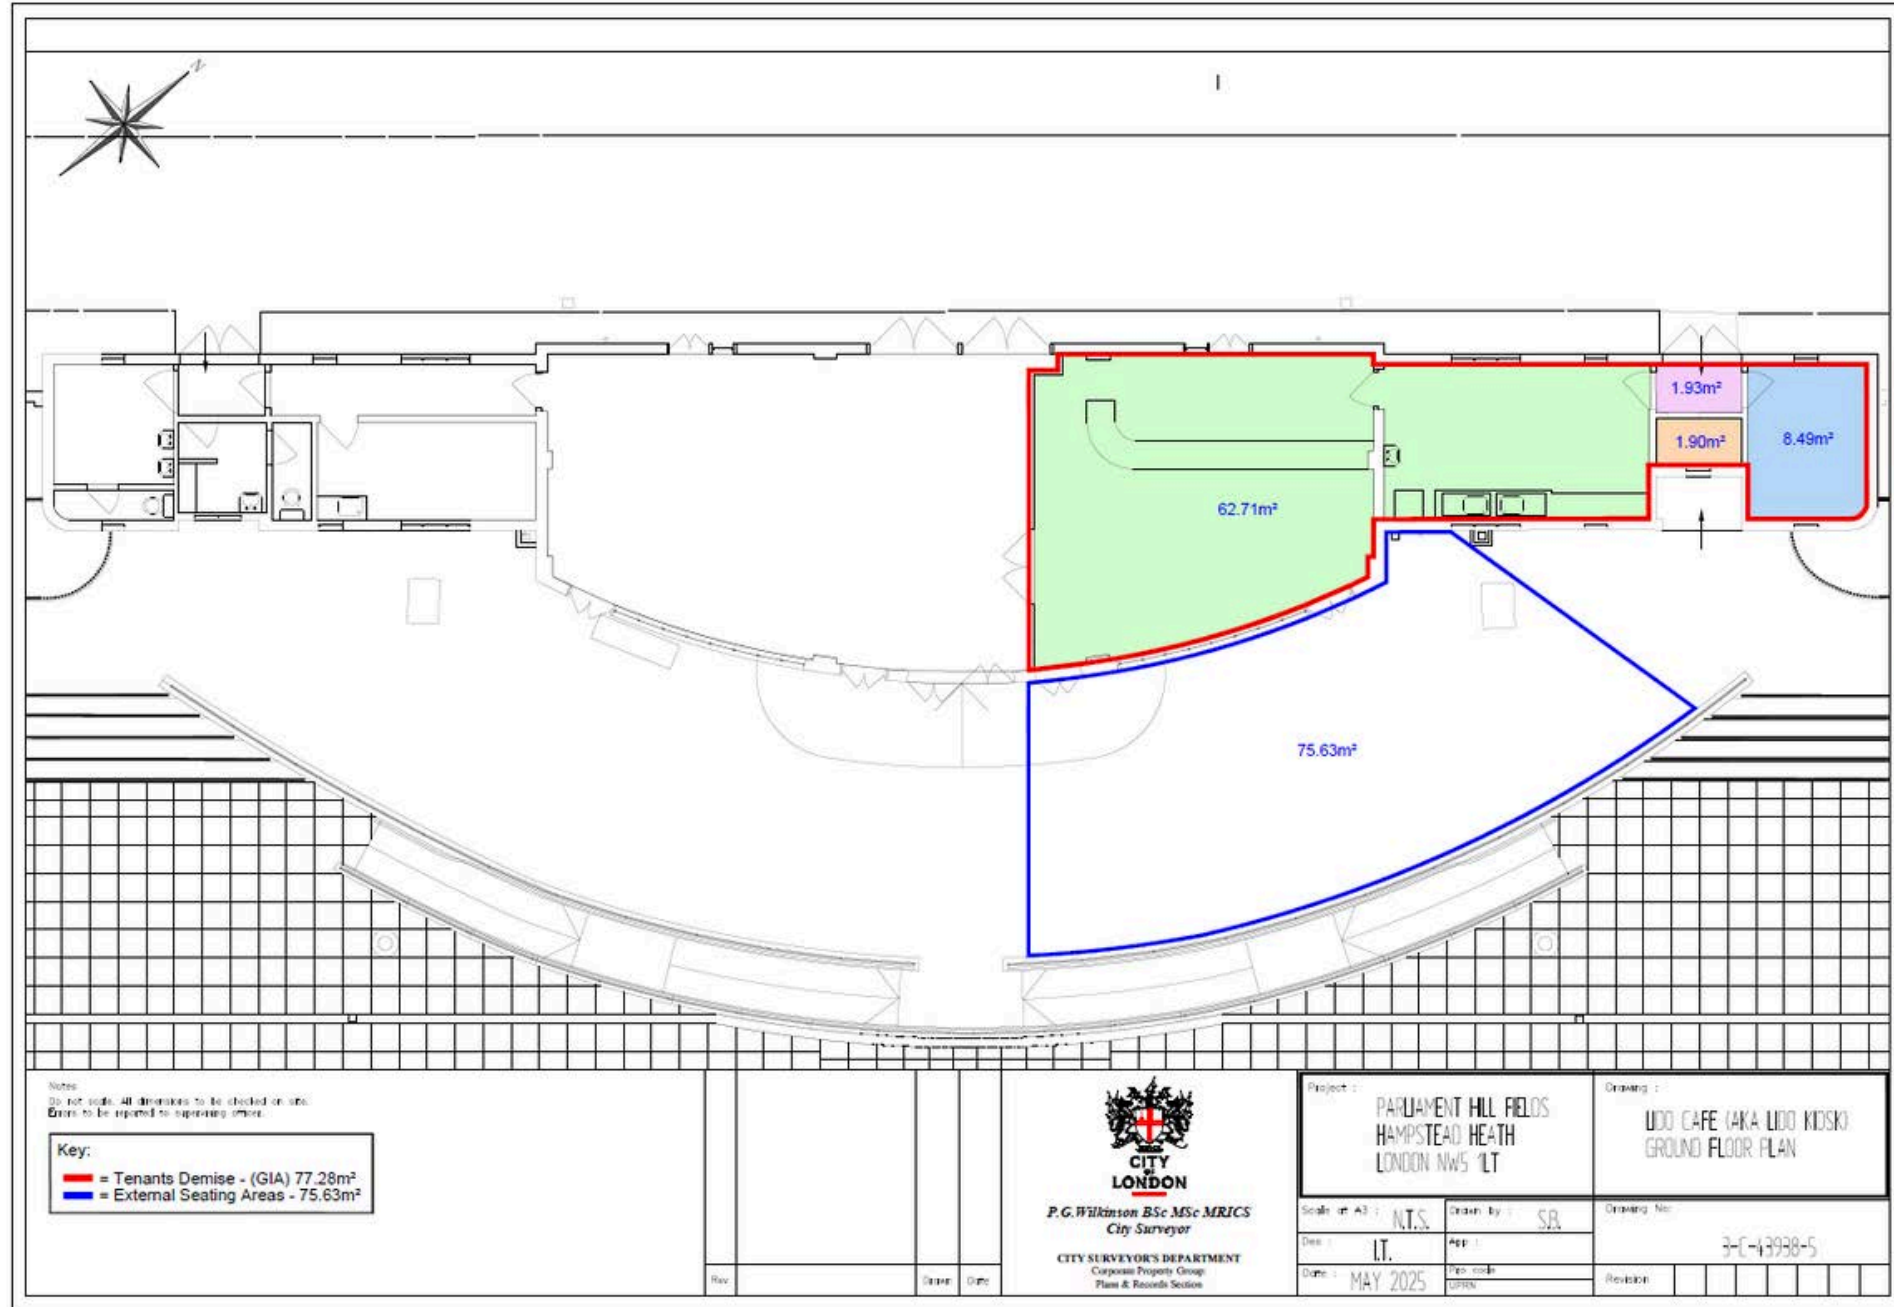 N
1.93m²
1.90m²
8.49m²
62.71m²
75.63m²
Notes
Do not scale. All dimensions to be checked on site.
Errors to be reported to supervising officer.
Key:
= Tenants Demise - (GIA) 77.28m²
= External Seating Areas - 75.63m²
Rev
Drawn
Date
CITY
OF
LONDON
P.G.Wilkinson BSc MSc MRICS
City Surveyor
CITY SURVEYOR'S DEPARTMENT
Corporate Property Group
Plans & Records Section
Project :
PARLIAMENT HILL FIELDS
HAMPSTEAD HEATH
LONDON NW5 1LT
Drawing :
LIDO CAFE (AKA LIDO KIOSK)
GROUND FLOOR PLAN
Scale at A3 : N.T.S.
Drawn by : S.B.
Drawing No:
3-C-43938-5
Des : I.T.
App :
Date : MAY 2025
Pro code
UPRN
Revision